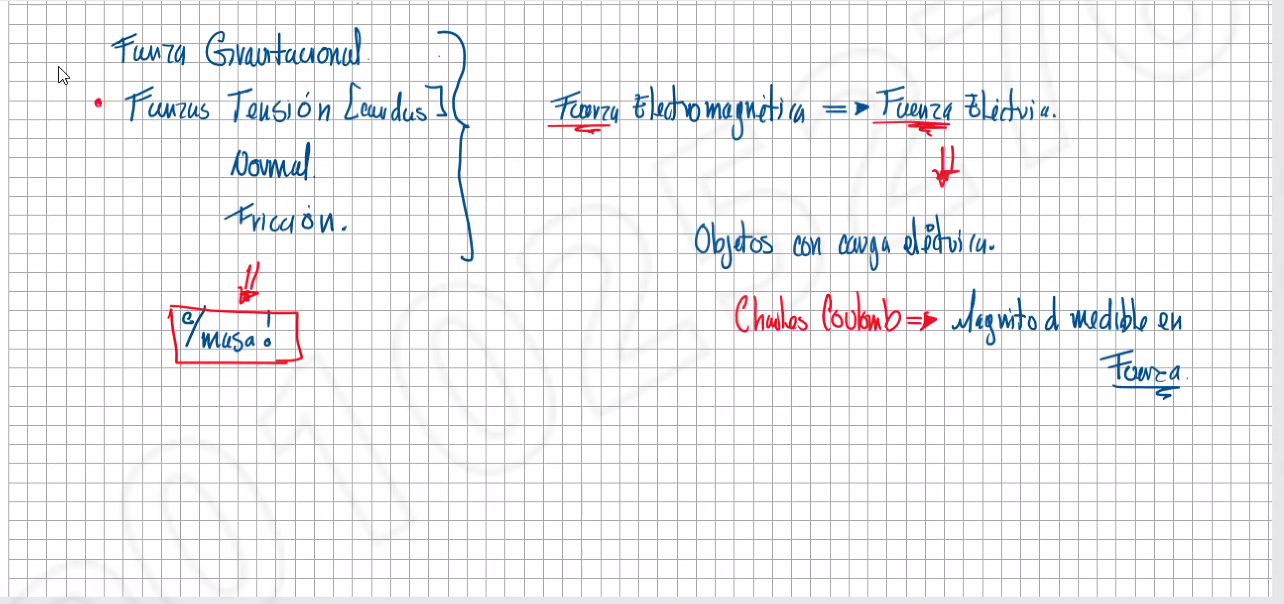 Fuerza Gravitacional.
• Fuerzas Tensión [cuerdas]
Normal.
Fricción.
c/masa!
Fuerza Electromagnética => Fuerza Eléctrica.
Objetos con carga eléctrica.
Charles Coulomb => Magnitud medible en
Fuerza.